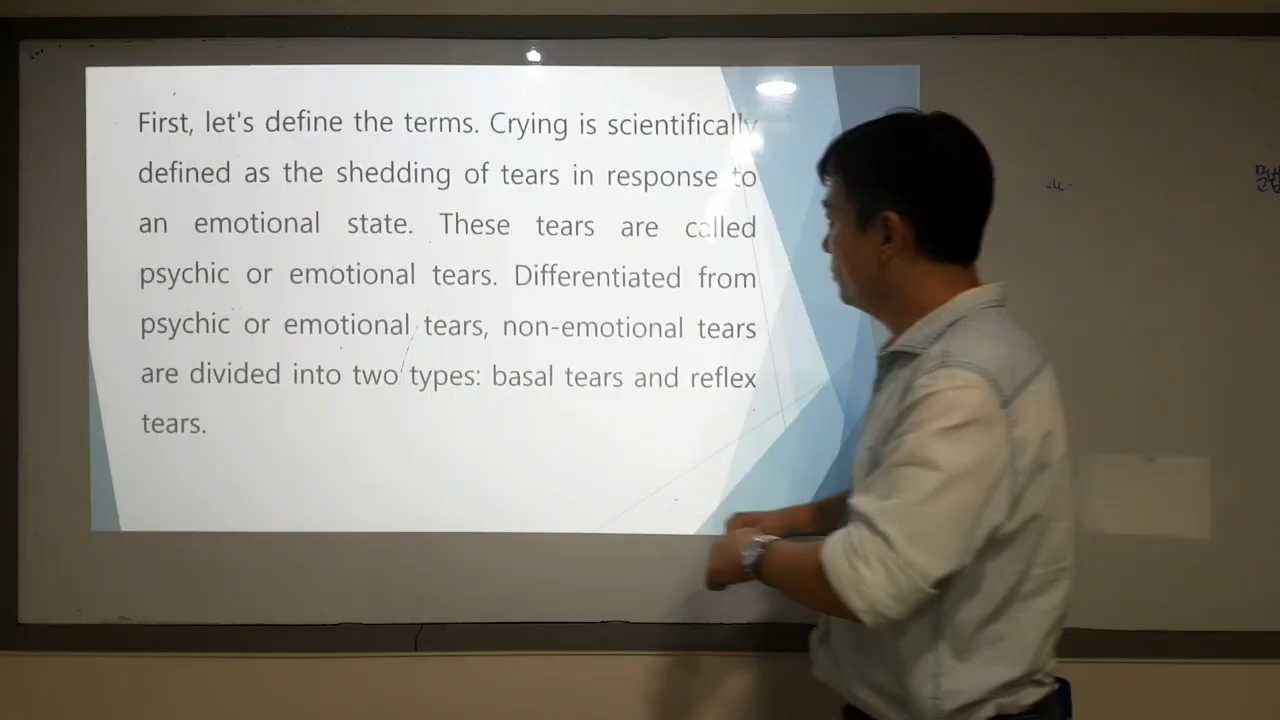 First, let's define the terms. Crying is scientifically
defined as the shedding of tears in response to
an emotional state. These tears are called
psychic or emotional tears. Differentiated from
psychic or emotional tears, non-emotional tears
are divided into two types: basal tears and reflex
tears.